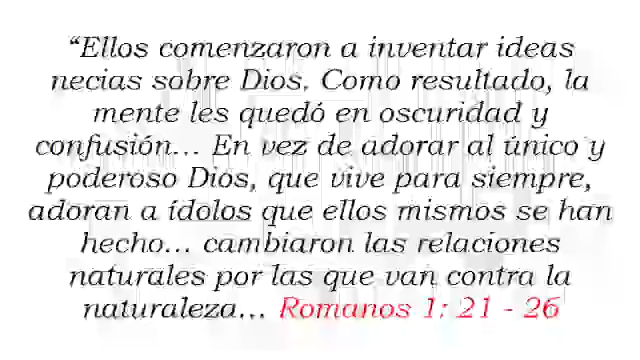 “Ellos comenzaron a inventar ideas
necias sobre Dios. Como resultado, la
mente les quedó en oscuridad y
confusión... En vez de adorar al único y
poderoso Dios, que vive para siempre,
adoran a ídolos que ellos mismos se han
hecho... cambiaron las relaciones
naturales por las que van contra la
naturaleza... Romanos 1: 21 - 26